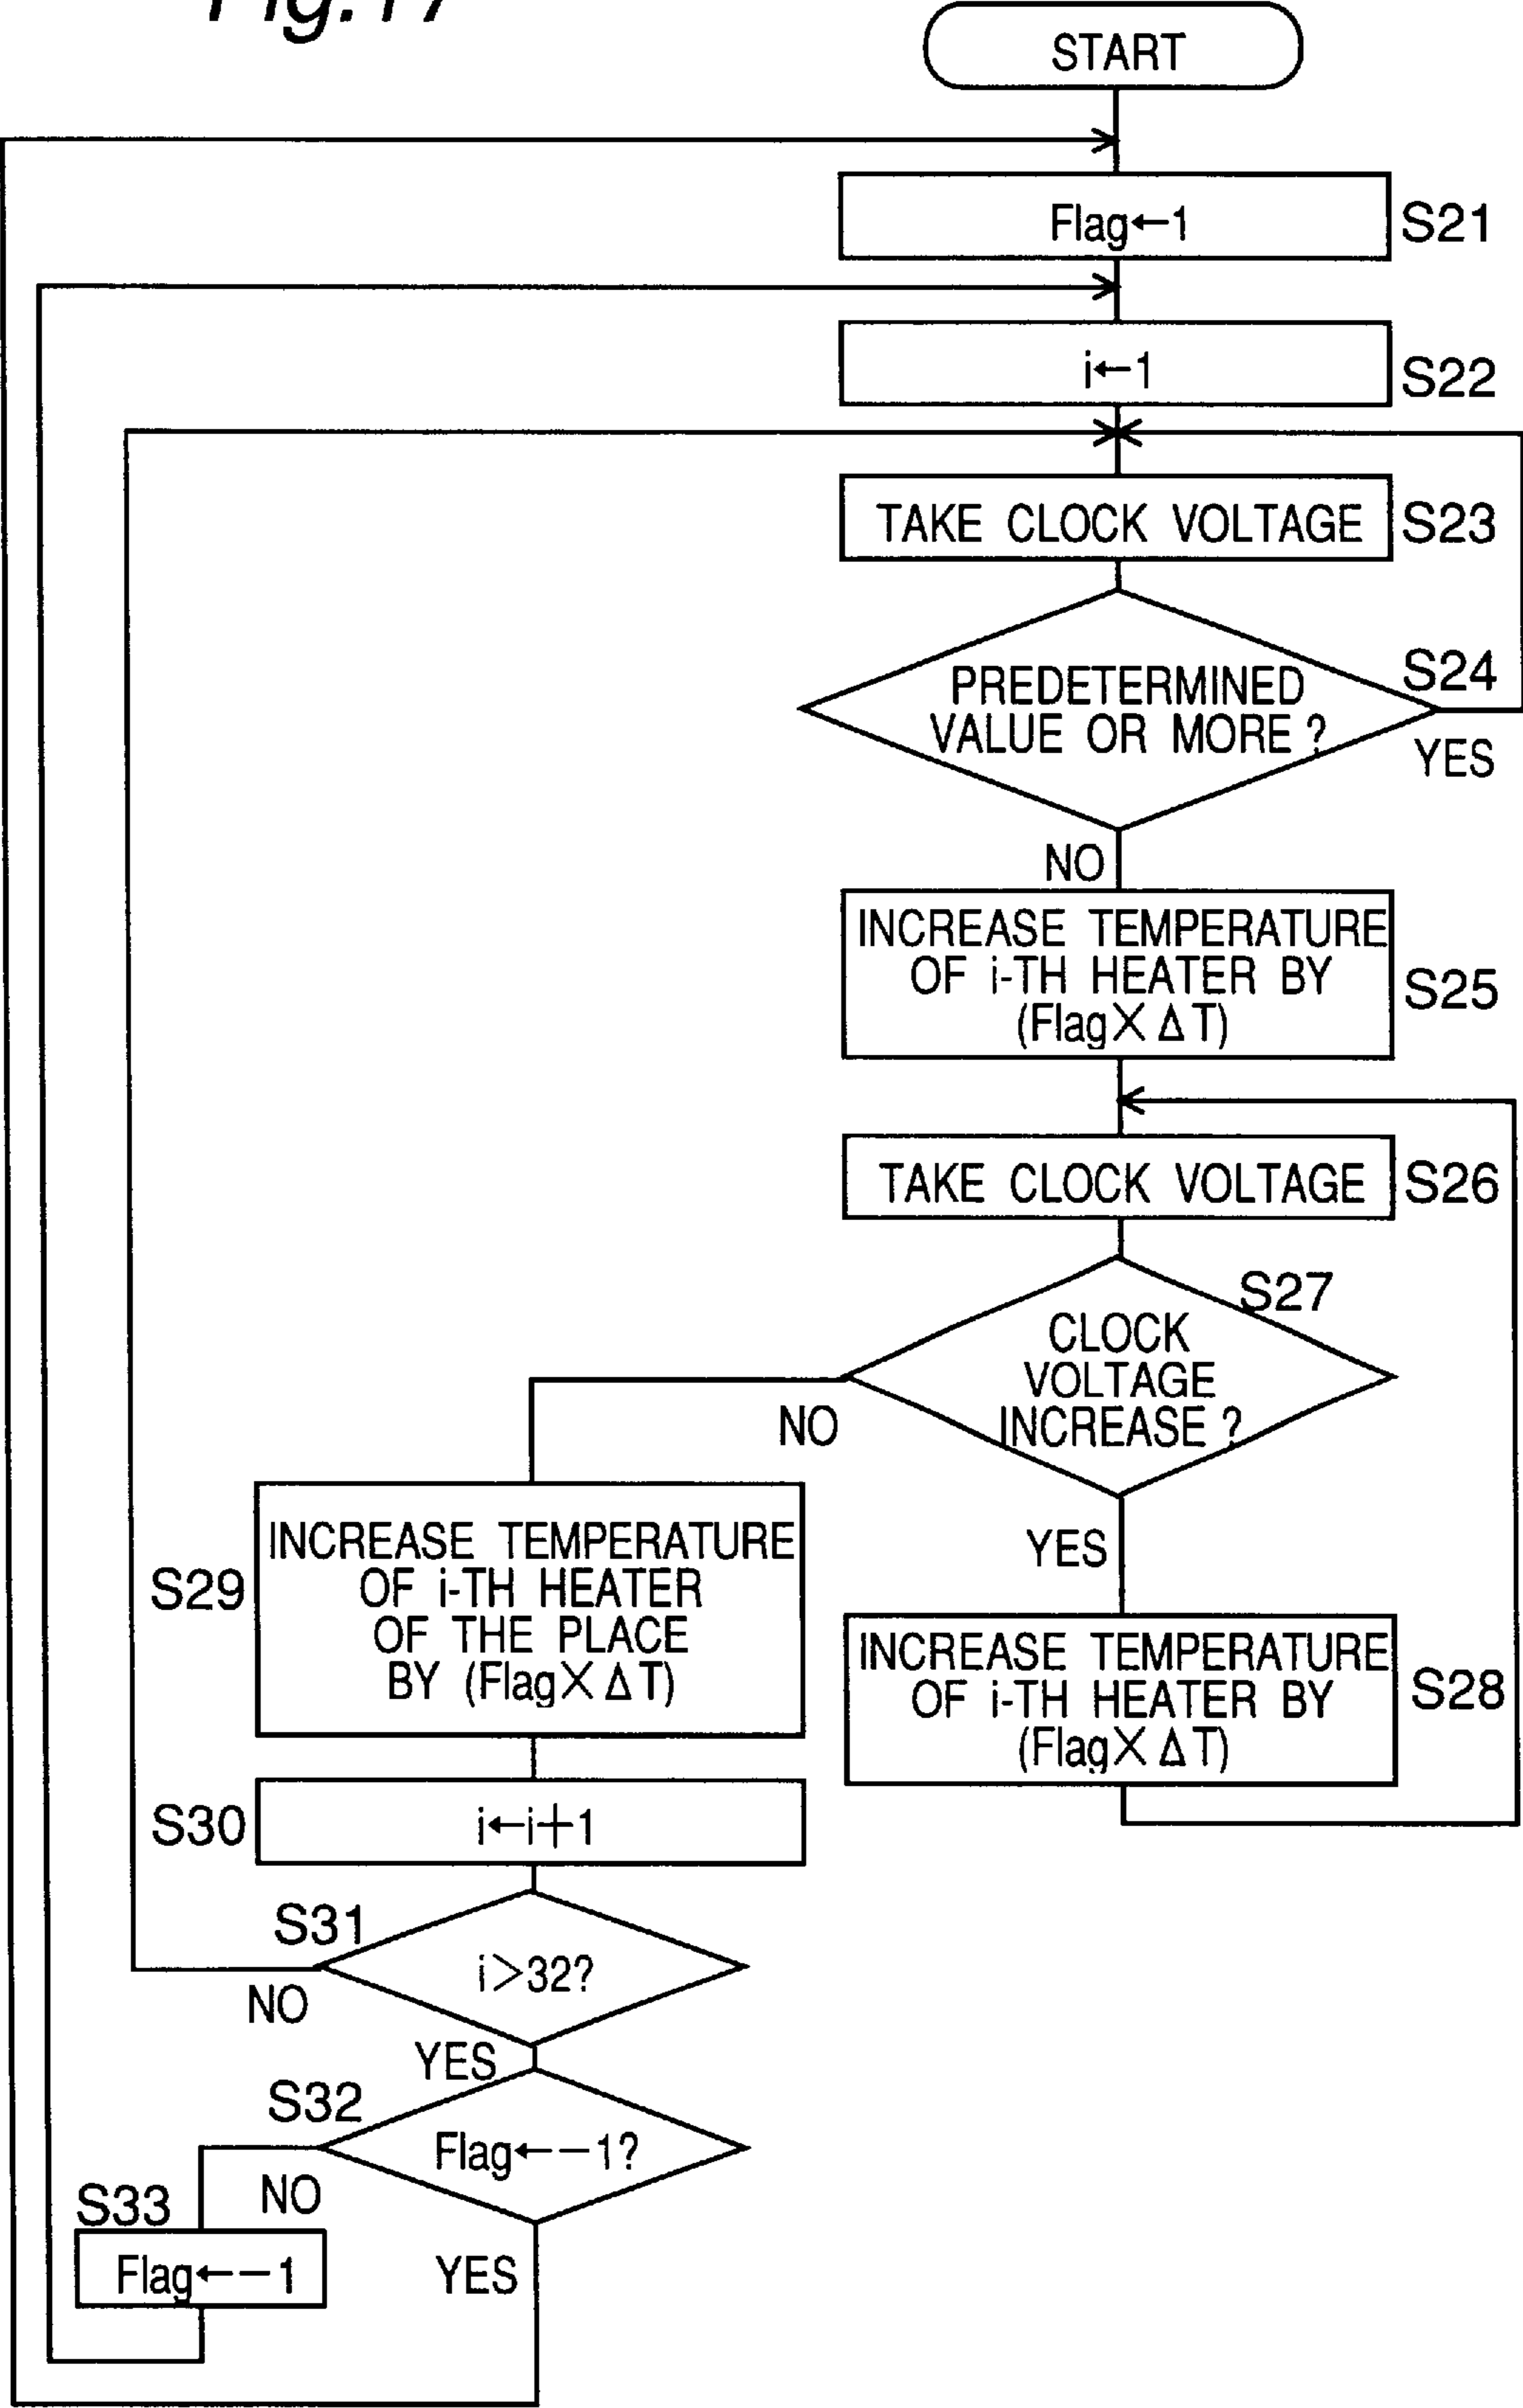 Fig.17
START
Flag←1
S21
i←1
S22
TAKE CLOCK VOLTAGE
S23
PREDETERMINED
VALUE OR MORE?
S24
YES
NO
INCREASE TEMPERATURE
OF i-TH HEATER BY
(Flag×ΔT)
S25
TAKE CLOCK VOLTAGE
S26
S27
CLOCK
VOLTAGE
INCREASE?
NO
YES
INCREASE TEMPERATURE
OF i-TH HEATER BY
(Flag×ΔT)
S28
INCREASE TEMPERATURE
OF i-TH HEATER
OF THE PLACE
BY (Flag×ΔT)
S29
S30
i←i+1
S31
i>32?
NO
YES
S32
Flag←−1?
NO
YES
S33
Flag←−1